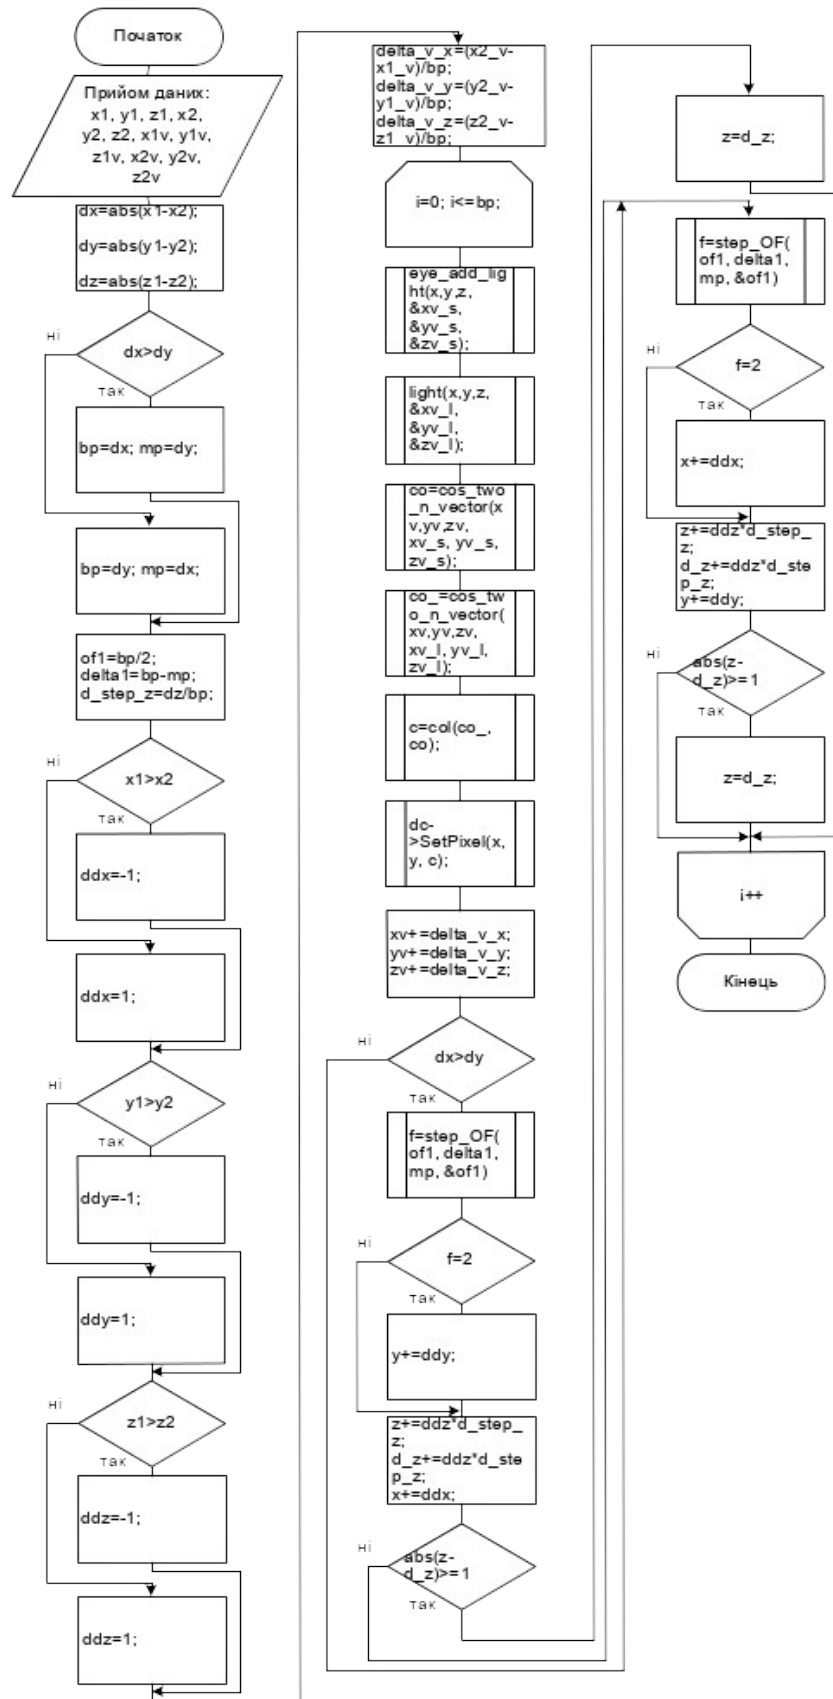 Початок
Прийом даних:
x1, y1, z1, x2,
y2, z2, x1v, y1v,
z1v, x2v, y2v,
z2v
dx=abs(x1-x2);
dy=abs(y1-y2);
dz=abs(z1-z2);
ні
dx>dy
так
bp=dx; mp=dy;
bp=dy; mp=dx;
of1=bp/2;
delta1=bp-mp;
d_step_z=dz/bp;
ні
x1>x2
так
ddx=-1;
ddx=1;
ні
y1>y2
так
ddy=-1;
ddy=1;
ні
z1>z2
так
ddz=-1;
ddz=1;
delta_v_x=(x2_v-
x1_v)/bp;
delta_v_y=(y2_v-
y1_v)/bp;
delta_v_z=(z2_v-
z1_v)/bp;
i=0; i<=bp;
eye_add_lig
ht(x,y,z,
&xv_s,
&yv_s,
&zv_s);
light(x,y,z,
&xv_l,
&yv_l,
&zv_l);
co=cos_two
_n_vector(x
v,yv,zv,
xv_s, yv_s,
zv_s);
co_=cos_tw
o_n_vector(
xv,yv,zv,
xv_l, yv_l,
zv_l);
c=col(co_,
co);
dc-
>SetPixel(x,
y, c);
xv+=delta_v_x;
yv+=delta_v_y;
zv+=delta_v_z;
ні
dx>dy
так
f=step_OF(
of1, delta1,
mp, &of1)
ні
f=2
так
y+=ddy;
z+=ddz*d_step_
z;
d_z+=ddz*d_ste
p_z;
x+=ddx;
ні
abs(z-
d_z)>=1
так
z=d_z;
f=step_OF(
of1, delta1,
mp, &of1)
ні
f=2
так
x+=ddx;
z+=ddz*d_step_
z;
d_z+=ddz*d_ste
p_z;
y+=ddy;
ні
abs(z-
d_z)>=1
так
z=d_z;
i++
Кінець